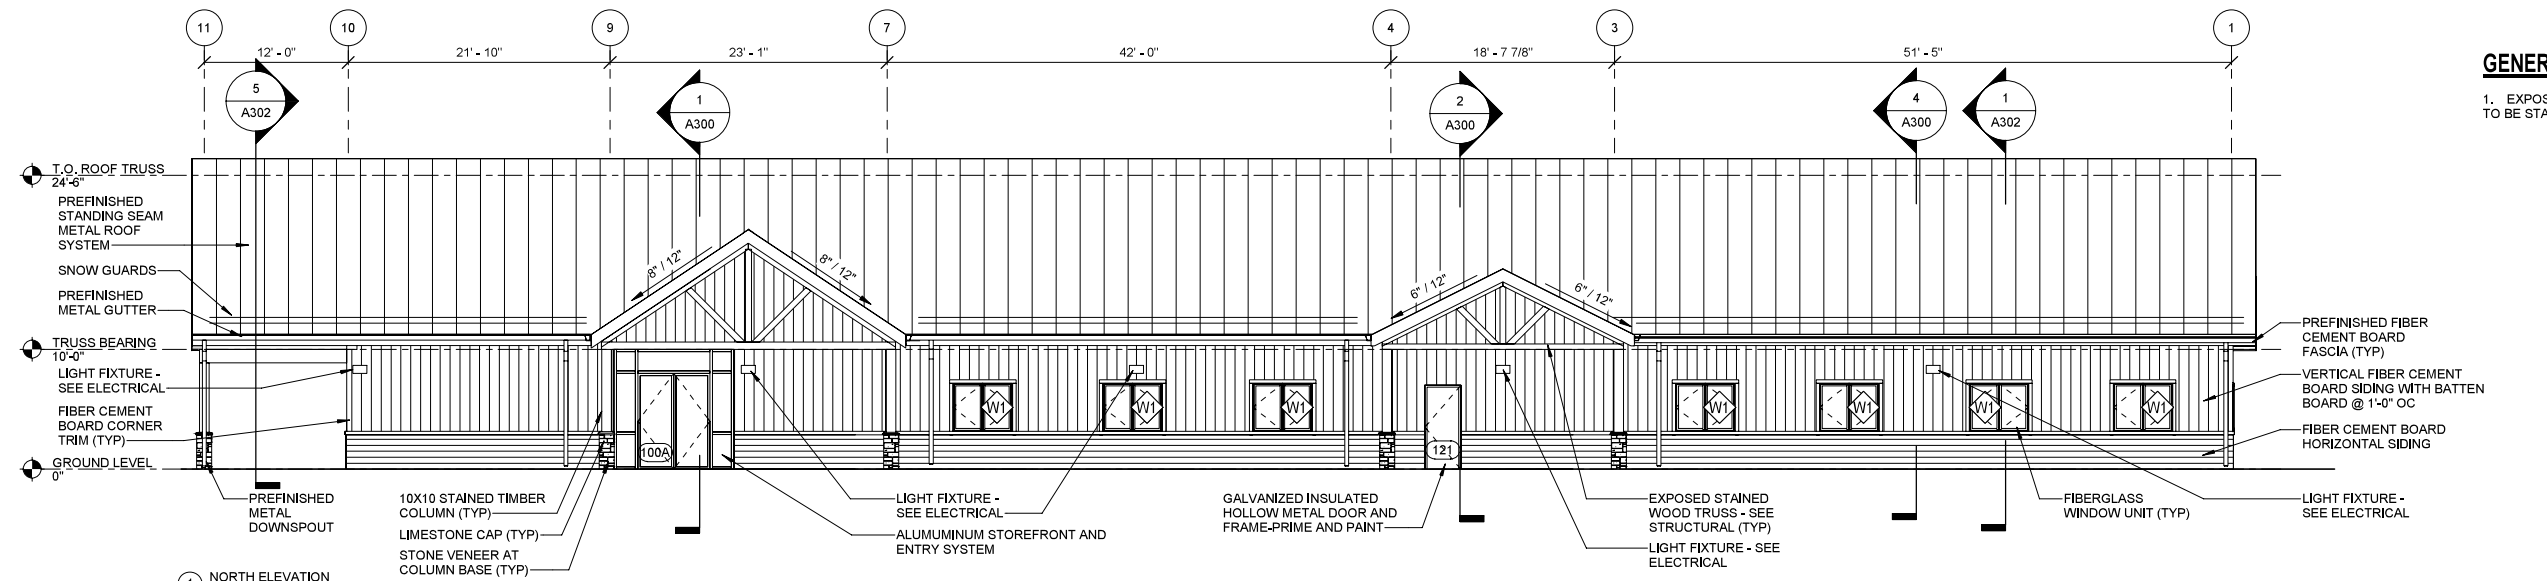 11
10
9
7
4
3
1
12' - 0"
21' - 10"
23' - 1"
42' - 0"
18' - 7 7/8"
51' - 5"
GENER
1. EXPOS
TO BE STA
5
A302
1
A300
2
A300
4
A300
1
A302
T.O. ROOF TRUSS
24'-6"
PREFINISHED
STANDING SEAM
METAL ROOF
SYSTEM
SNOW GUARDS
PREFINISHED
METAL GUTTER
TRUSS BEARING
10'-0"
LIGHT FIXTURE -
SEE ELECTRICAL
FIBER CEMENT
BOARD CORNER
TRIM (TYP)
GROUND LEVEL
0"
8" / 12"
8" / 12"
6" / 12"
6" / 12"
W1
W1
W1
W1
W1
W1
W1
100A
121
PREFINISHED FIBER
CEMENT BOARD
FASCIA (TYP)
VERTICAL FIBER CEMENT
BOARD SIDING WITH BATTEN
BOARD @ 1'-0" OC
FIBER CEMENT BOARD
HORIZONTAL SIDING
PREFINISHED
METAL
DOWNSPOUT
10X10 STAINED TIMBER
COLUMN (TYP)
LIMESTONE CAP (TYP)
STONE VENEER AT
COLUMN BASE (TYP)
LIGHT FIXTURE -
SEE ELECTRICAL
ALUMUMINUM STOREFRONT AND
ENTRY SYSTEM
GALVANIZED INSULATED
HOLLOW METAL DOOR AND
FRAME-PRIME AND PAINT
EXPOSED STAINED
WOOD TRUSS - SEE
STRUCTURAL (TYP)
LIGHT FIXTURE - SEE
ELECTRICAL
FIBERGLASS
WINDOW UNIT (TYP)
LIGHT FIXTURE -
SEE ELECTRICAL
NORTH ELEVATION